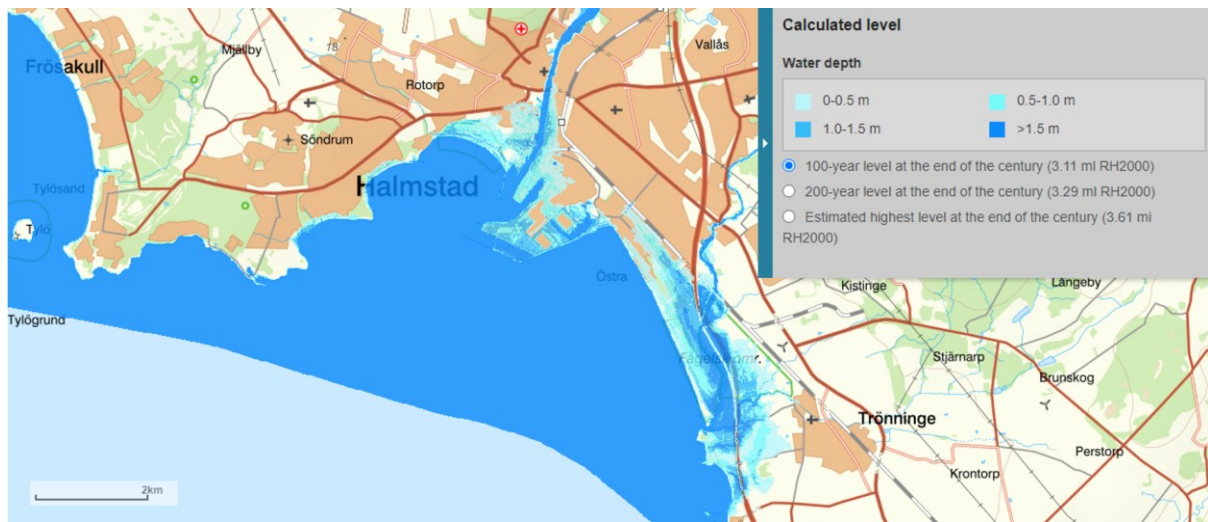 Calculated level
Water depth
0-0.5 m
0.5-1.0 m
1.0-1.5 m
>1.5 m
100-year level at the end of the century (3.11 ml RH2000)
200-year level at the end of the century (3.29 ml RH2000)
Estimated highest level at the end of the century (3.61 mi
RH2000)
Mjällby
18
Vallås
Frösakull
Rotorp
Söndrum
Tylösand
Halmstad
Tylö
Östra
Kistinge
Långeby
Tylögrund
Stjärnarp
Brunskog
Trönninge
Perstorp
Krontorp
2km